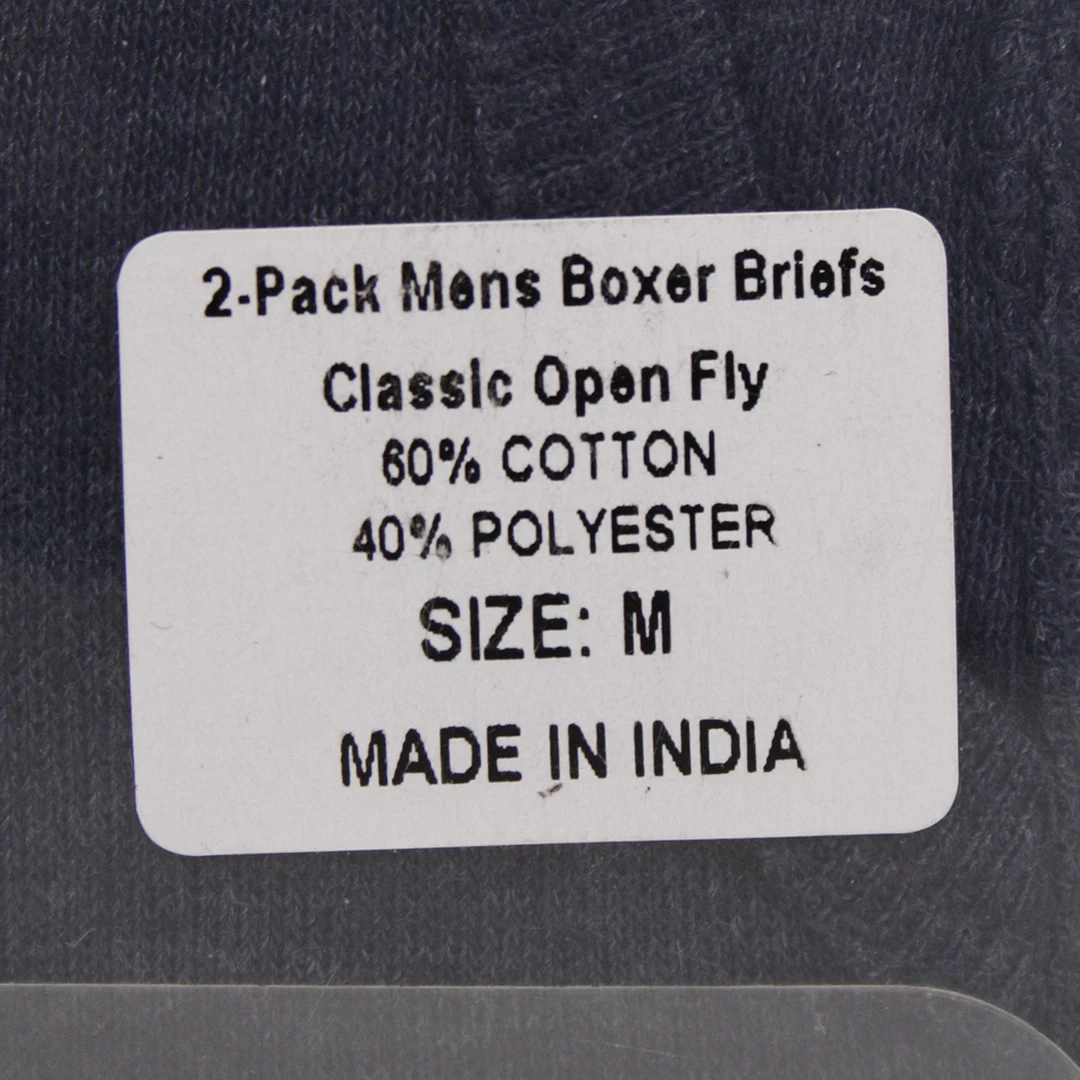 2-Pack Mens Boxer Briefs
Classic Open Fly
60% COTTON
40% POLYESTER
SIZE: M
MADE IN INDIA